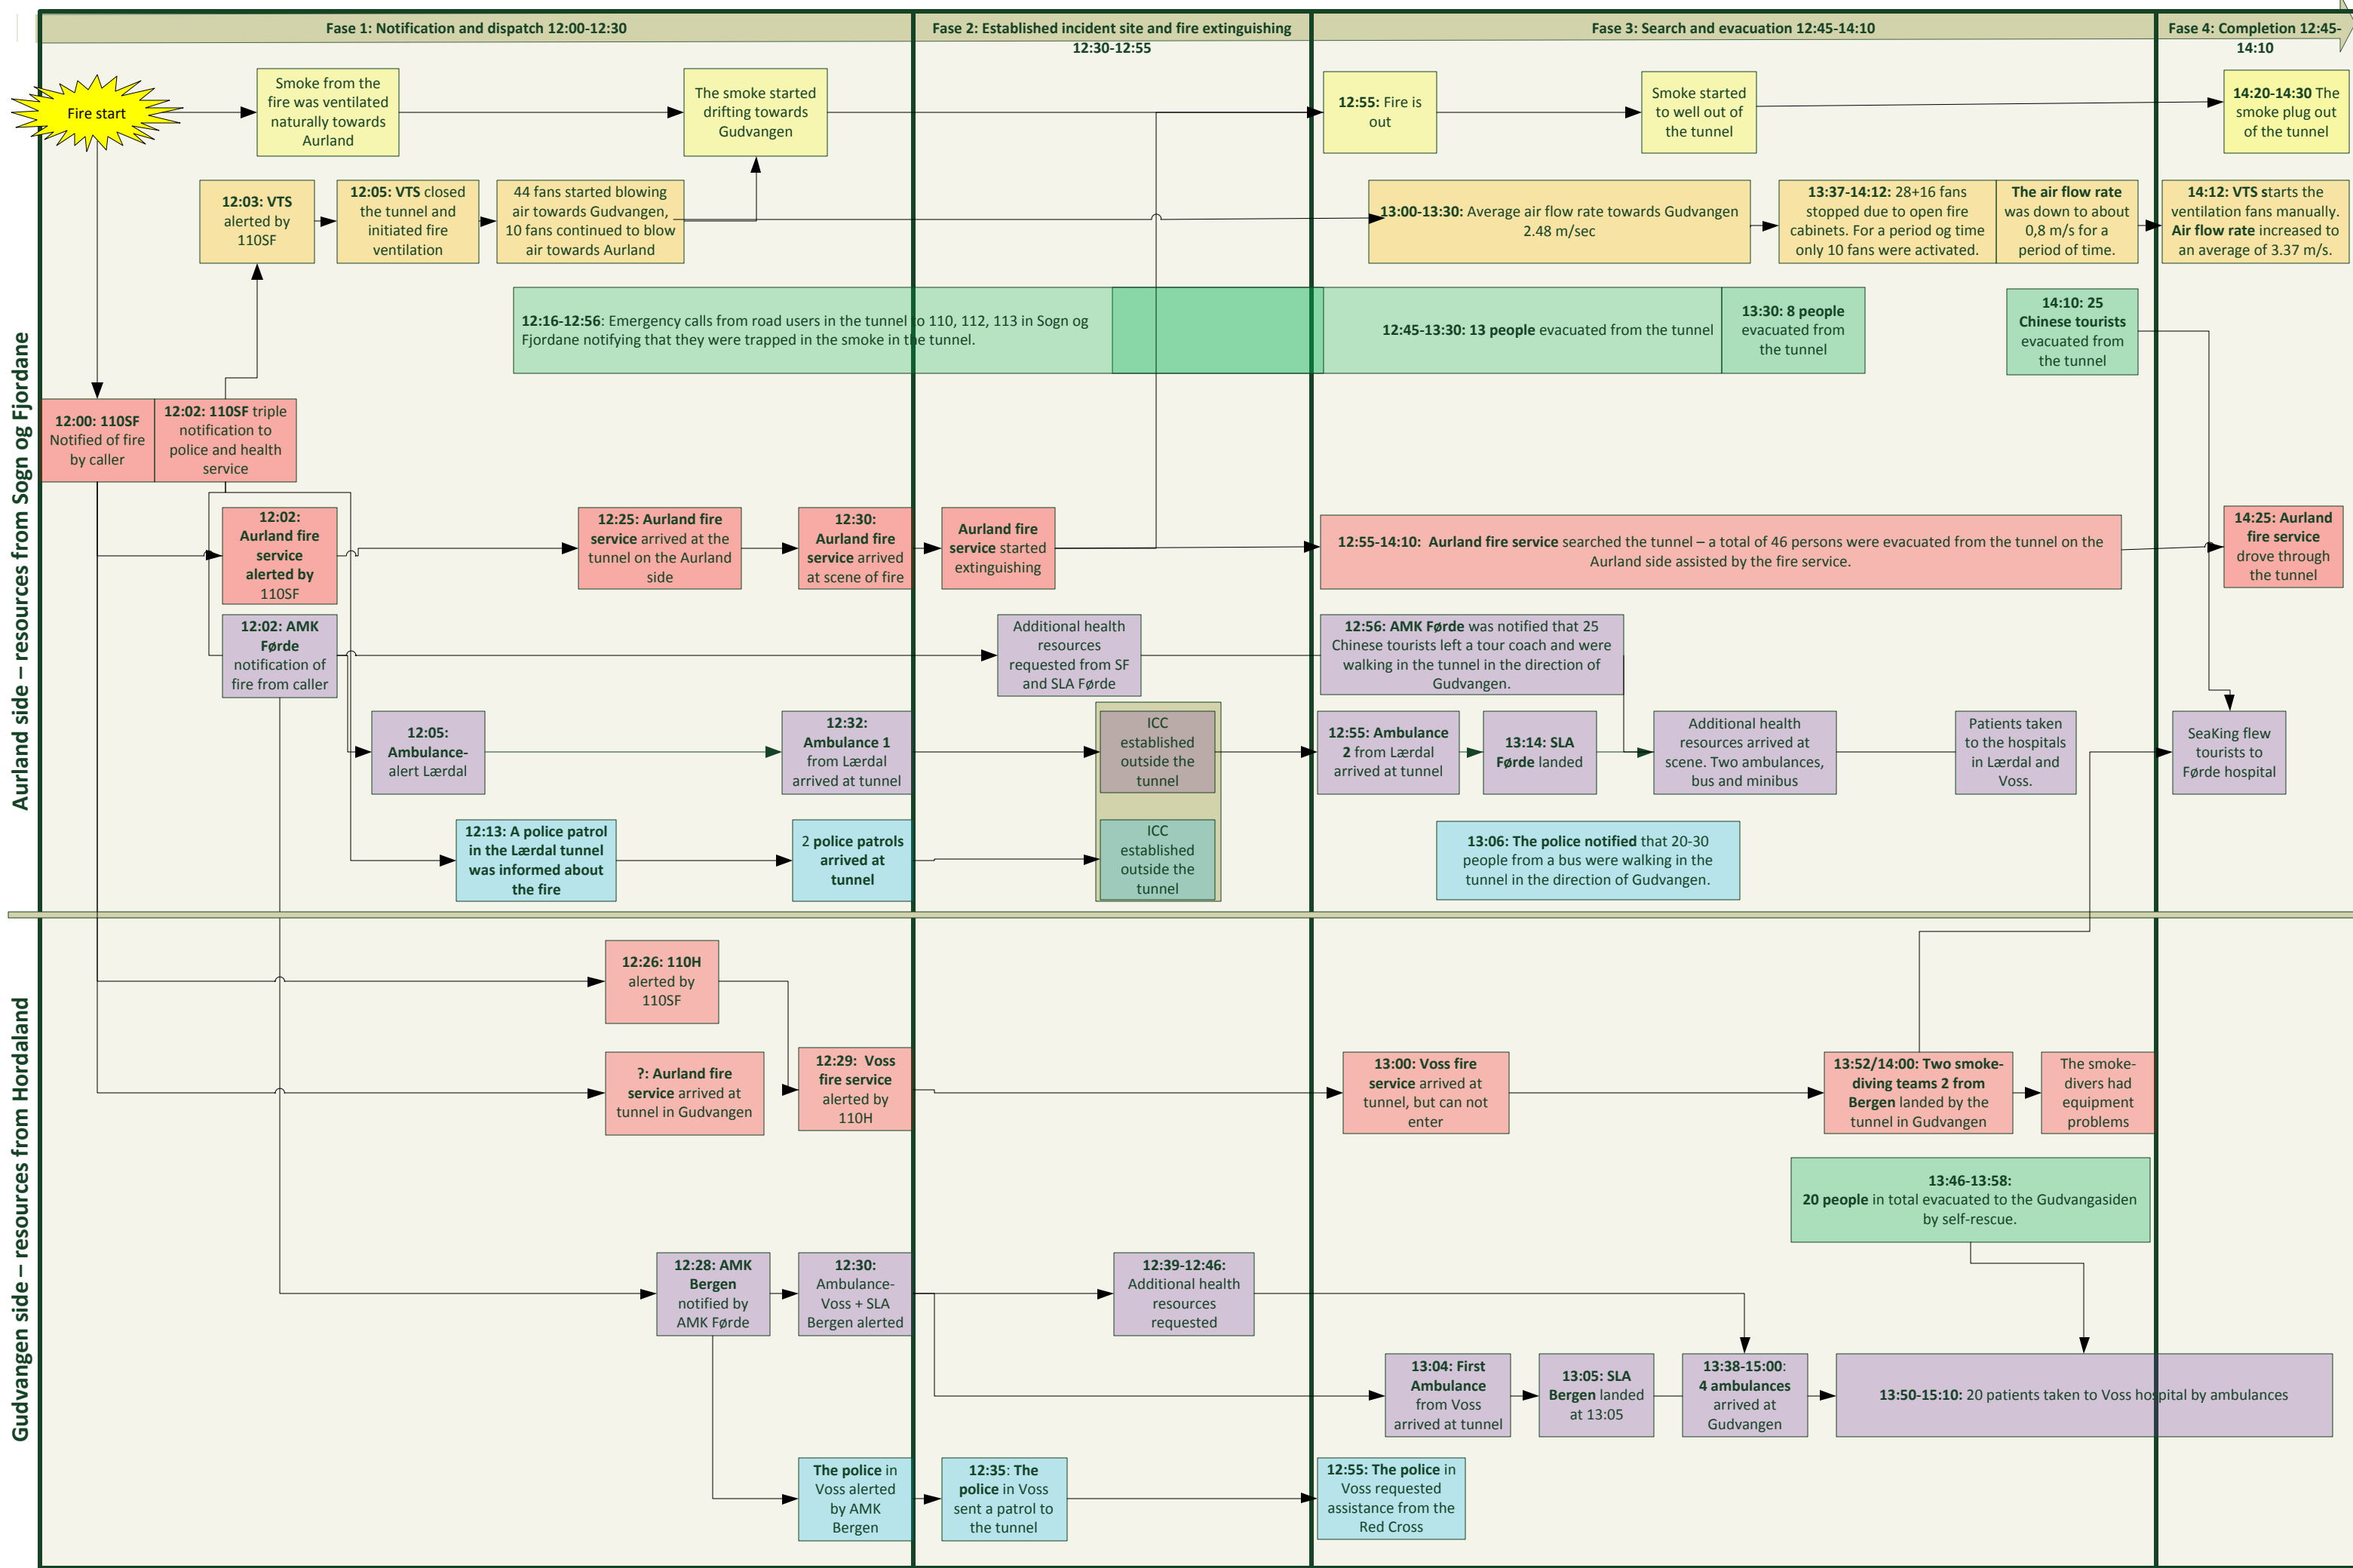 Fase 1: Notification and dispatch 12:00-12:30
Fase 2: Established incident site and fire extinguishing
12:30-12:55
Fase 3: Search and evacuation 12:45-14:10
Fase 4: Completion 12:45-
14:10
Fire start
Smoke from the
fire was ventilated
naturally towards
Aurland
The smoke started
drifting towards
Gudvangen
12:55: Fire is
out
Smoke started
to well out of
the tunnel
14:20-14:30 The
smoke plug out
of the tunnel
12:03: VTS
alerted by
110SF
12:05: VTS closed
the tunnel and
initiated fire
ventilation
44 fans started blowing
air towards Gudvangen,
10 fans continued to blow
air towards Aurland
13:00-13:30: Average air flow rate towards Gudvangen
2.48 m/sec
13:37-14:12: 28+16 fans
stopped due to open fire
cabinets. For a period og time
only 10 fans were activated.
The air flow rate
was down to about
0,8 m/s for a
period of time.
14:12: VTS starts the
ventilation fans manually.
Air flow rate increased to
an average of 3.37 m/s.
12:16-12:56: Emergency calls from road users in the tunnel to 110, 112, 113 in Sogn og
Fjordane notifying that they were trapped in the smoke in the tunnel.
12:45-13:30: 13 people evacuated from the tunnel
13:30: 8 people
evacuated from
the tunnel
14:10: 25
Chinese tourists
evacuated from
the tunnel
Aurland side – resources from Sogn og Fjordane
12:00: 110SF
Notified of fire
by caller
12:02: 110SF triple
notification to
police and health
service
12:02:
Aurland fire
service
alerted by
110SF
12:25: Aurland fire
service arrived at the
tunnel on the Aurland
side
12:30:
Aurland fire
service arrived
at scene of fire
Aurland fire
service started
extinguishing
12:55-14:10: Aurland fire service searched the tunnel – a total of 46 persons were evacuated from the tunnel on the
Aurland side assisted by the fire service.
14:25: Aurland
fire service
drove through
the tunnel
12:02: AMK
Førde
notification of
fire from caller
Additional health
resources
requested from SF
and SLA Førde
12:56: AMK Førde was notified that 25
Chinese tourists left a tour coach and were
walking in the tunnel in the direction of
Gudvangen.
12:05:
Ambulance-
alert Lærdal
12:32:
Ambulance 1
from Lærdal
arrived at tunnel
ICC
established
outside the
tunnel
12:55: Ambulance
2 from Lærdal
arrived at tunnel
13:14: SLA
Førde landed
Additional health
resources arrived at
scene. Two ambulances,
bus and minibus
Patients taken
to the hospitals
in Lærdal and
Voss.
SeaKing flew
tourists to
Førde hospital
12:13: A police patrol
in the Lærdal tunnel
was informed about
the fire
2 police patrols
arrived at
tunnel
ICC
established
outside the
tunnel
13:06: The police notified that 20-30
people from a bus were walking in the
tunnel in the direction of Gudvangen.
Gudvangen side – resources from Hordaland
12:26: 110H
alerted by
110SF
?: Aurland fire
service arrived at
tunnel in Gudvangen
12:29: Voss
fire service
alerted by
110H
13:00: Voss fire
service arrived at
tunnel, but can not
enter
13:52/14:00: Two smoke-
diving teams 2 from
Bergen landed by the
tunnel in Gudvangen
The smoke-
divers had
equipment
problems
13:46-13:58:
20 people in total evacuated to the Gudvangasiden
by self-rescue.
12:28: AMK
Bergen
notified by
AMK Førde
12:30:
Ambulance-
Voss + SLA
Bergen alerted
12:39-12:46:
Additional health
resources
requested
13:04: First
Ambulance
from Voss
arrived at tunnel
13:05: SLA
Bergen landed
at 13:05
13:38-15:00:
4 ambulances
arrived at
Gudvangen
13:50-15:10: 20 patients taken to Voss hospital by ambulances
The police in
Voss alerted
by AMK
Bergen
12:35: The
police in Voss
sent a patrol to
the tunnel
12:55: The police in
Voss requested
assistance from the
Red Cross